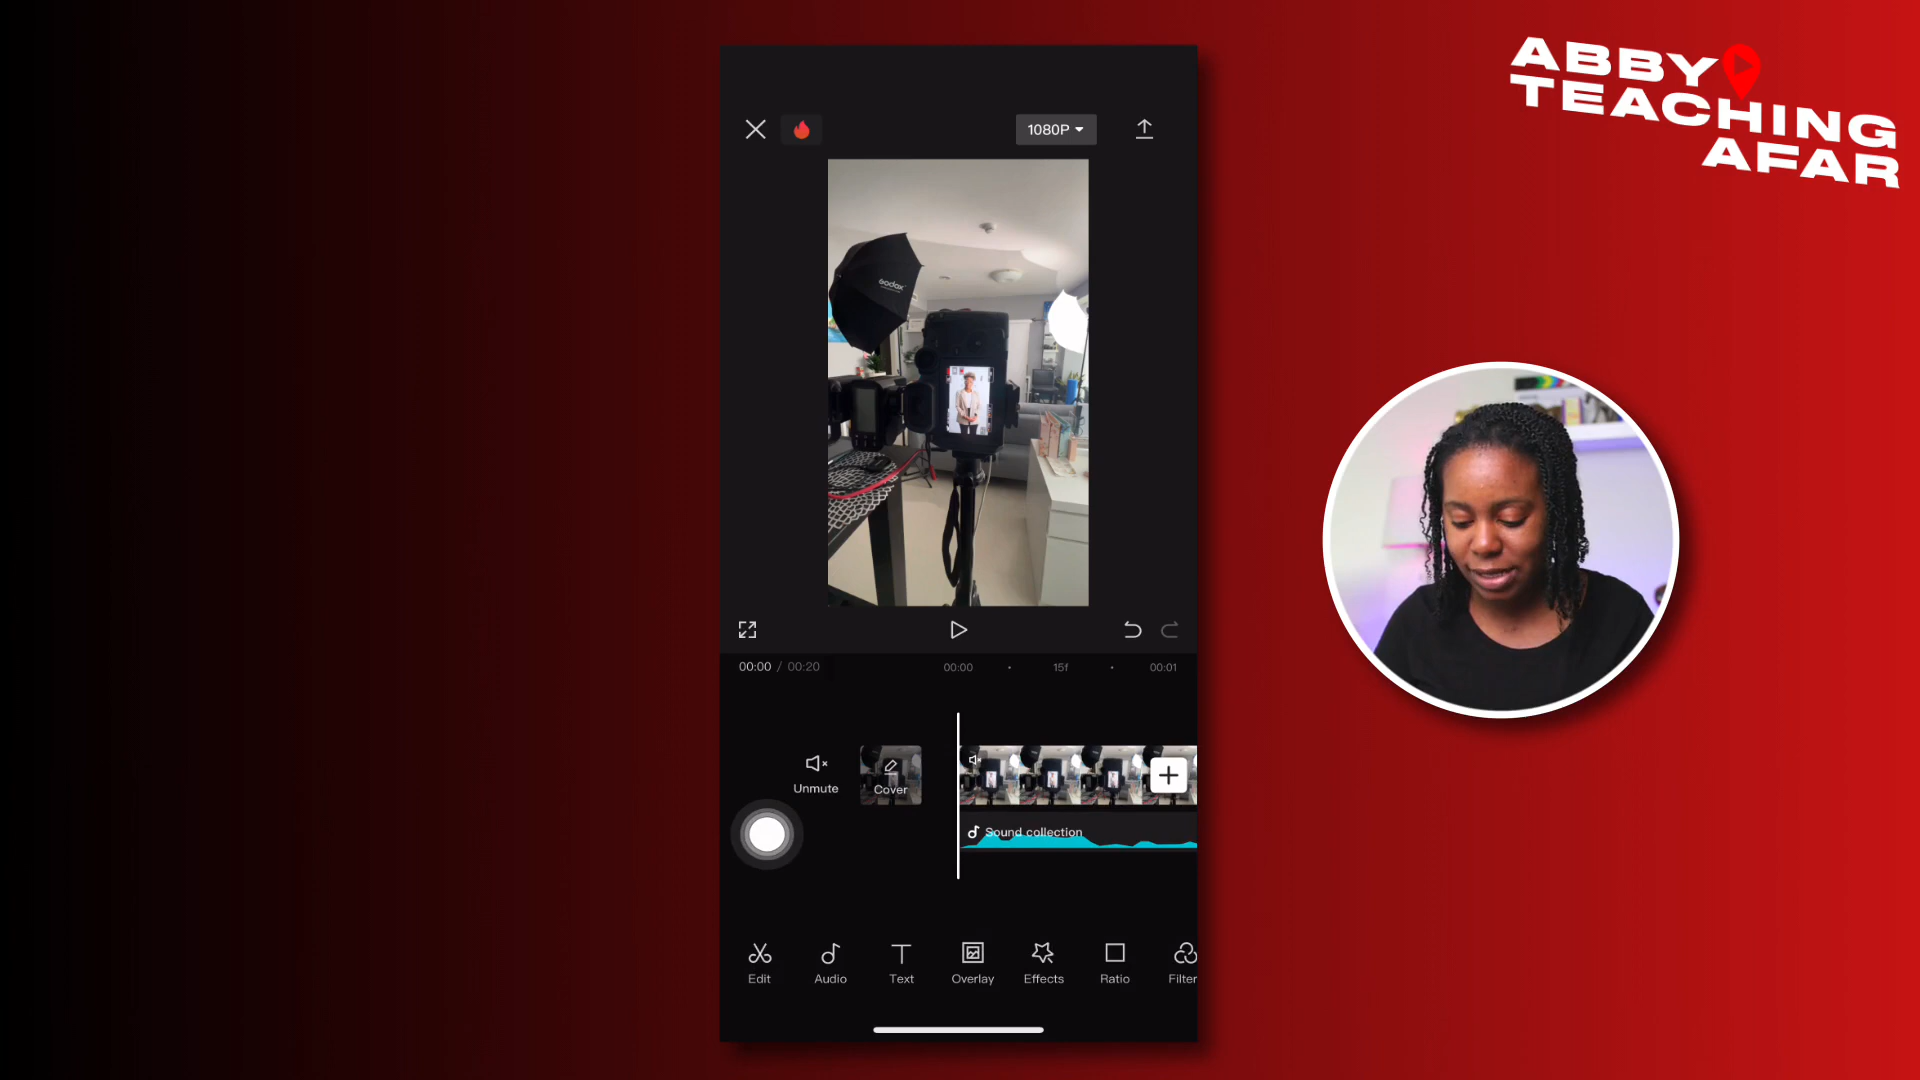 ABBY
TEACHING
AFAR
1080P
Godox
00:00 / 00:20
00:00
15f
00:01
Unmute
Cover
Sound collection
Edit
Audio
Text
Overlay
Effects
Ratio
Filter